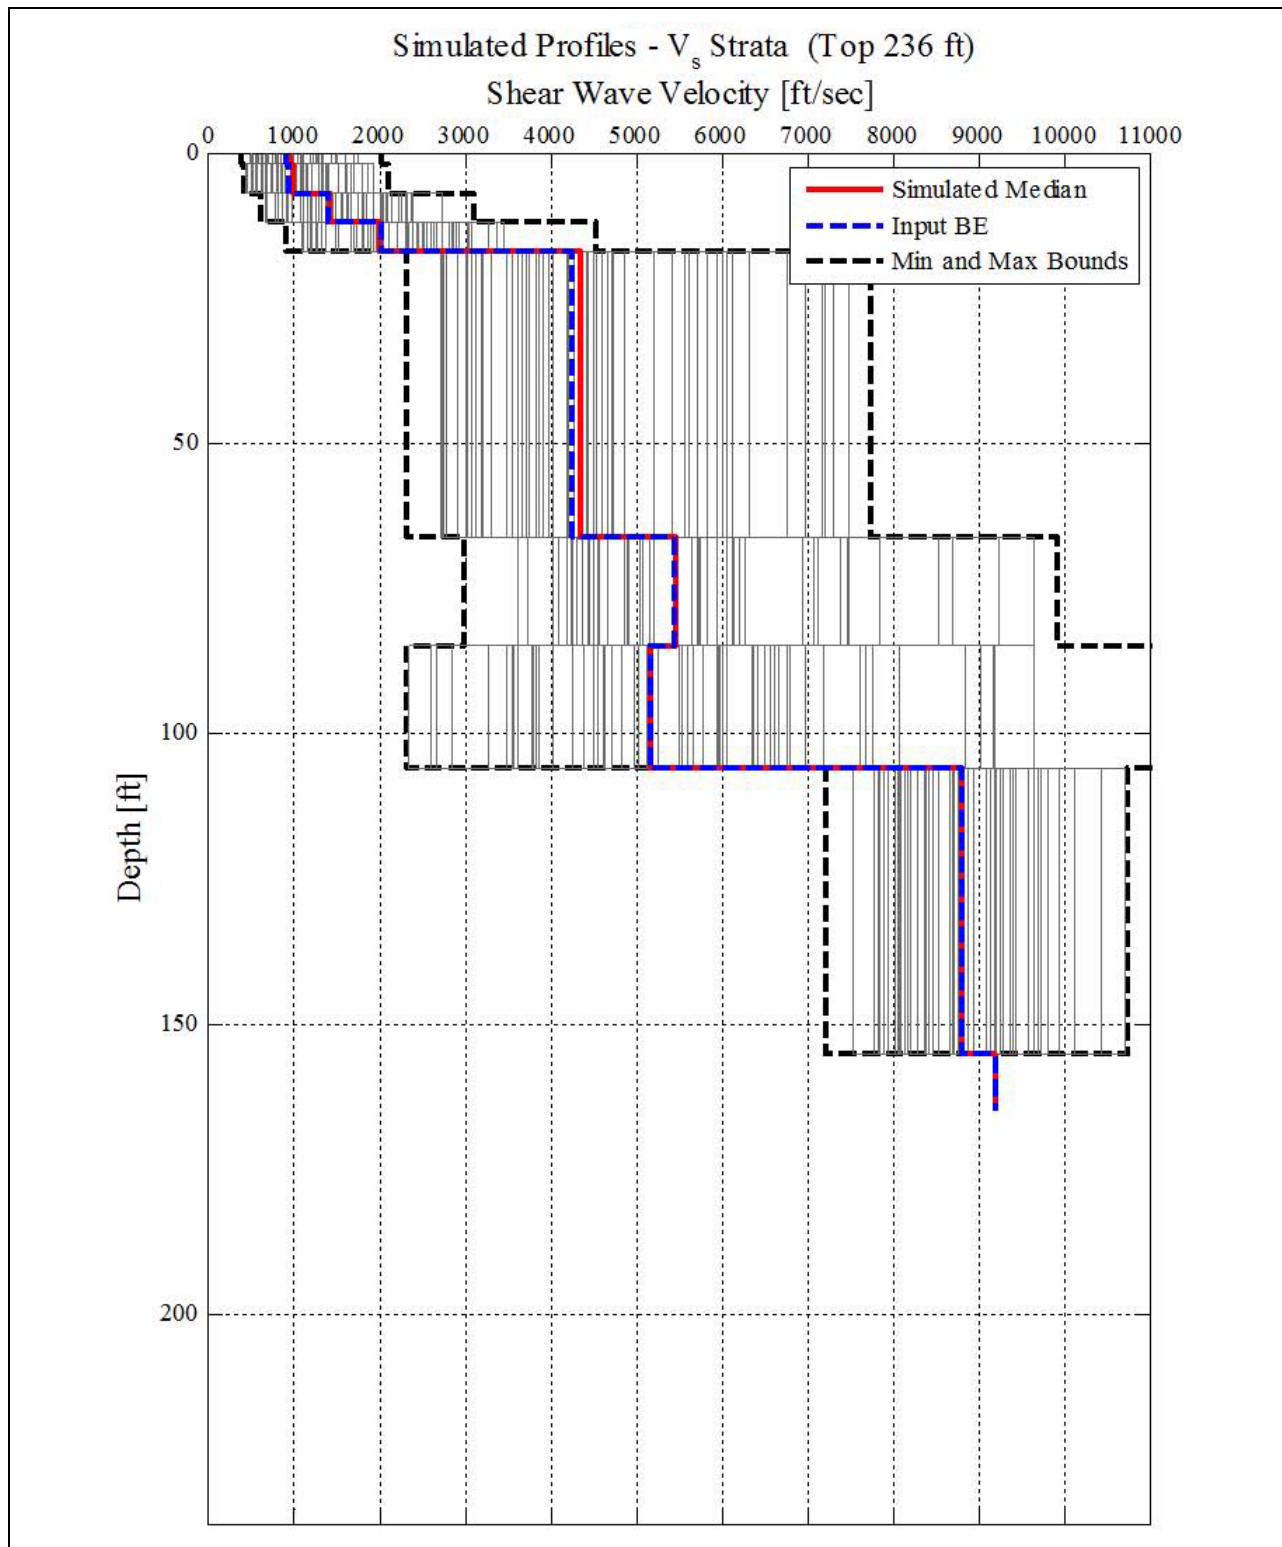 Simulated Profiles - Vs Strata (Top 236 ft)
Shear Wave Velocity [ft/sec]
0 1000 2000 3000 4000 5000 6000 7000 8000 9000 10000 11000
0
Simulated Median
Input BE
Min and Max Bounds
50
100
Depth [ft]
150
200